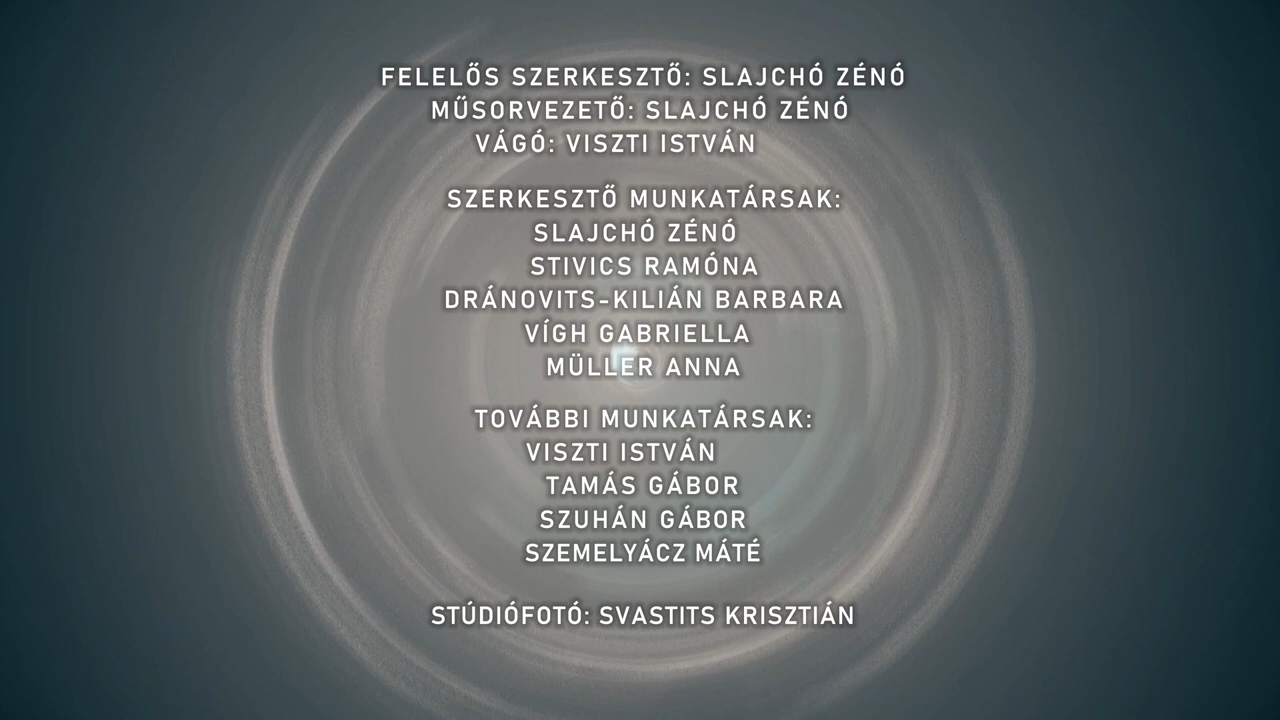 FELELŐS SZERKESZTŐ: SLAJCHÓ ZÉNÓ
MŰSORVEZETŐ: SLAJCHÓ ZÉNÓ
VÁGÓ: VISZTI ISTVÁN
SZERKESZTŐ MUNKATÁRSAK:
SLAJCHÓ ZÉNÓ
STIVICS RAMÓNA
DRÁNOVITS-KILIÁN BARBARA
VÍGH GABRIELLA
MÜLLER ANNA
TOVÁBBI MUNKATÁRSAK:
VISZTI ISTVÁN
TAMÁS GÁBOR
SZUHÁN GÁBOR
SZEMELYÁCZ MÁTÉ
STÚDIÓFOTÓ: SVASTITS KRISZTIÁN